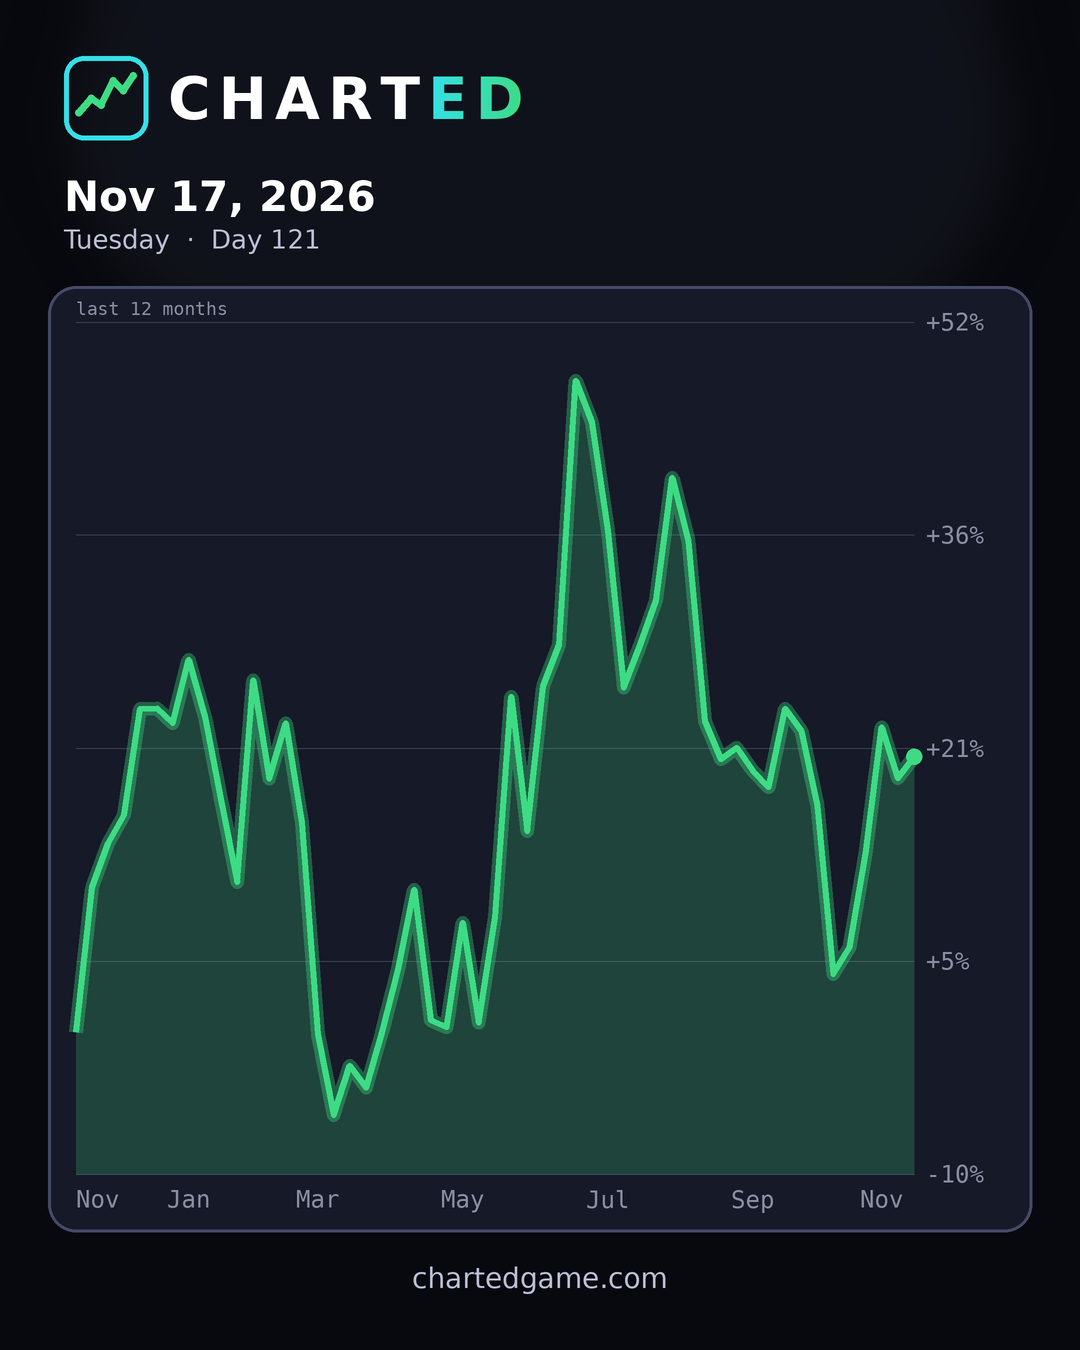 CHARTED
Nov 17, 2026
Tuesday · Day 121
last 12 months
+52%
+36%
+21%
+5%
-10%
Nov Jan Mar May Jul Sep Nov
chartedgame.com